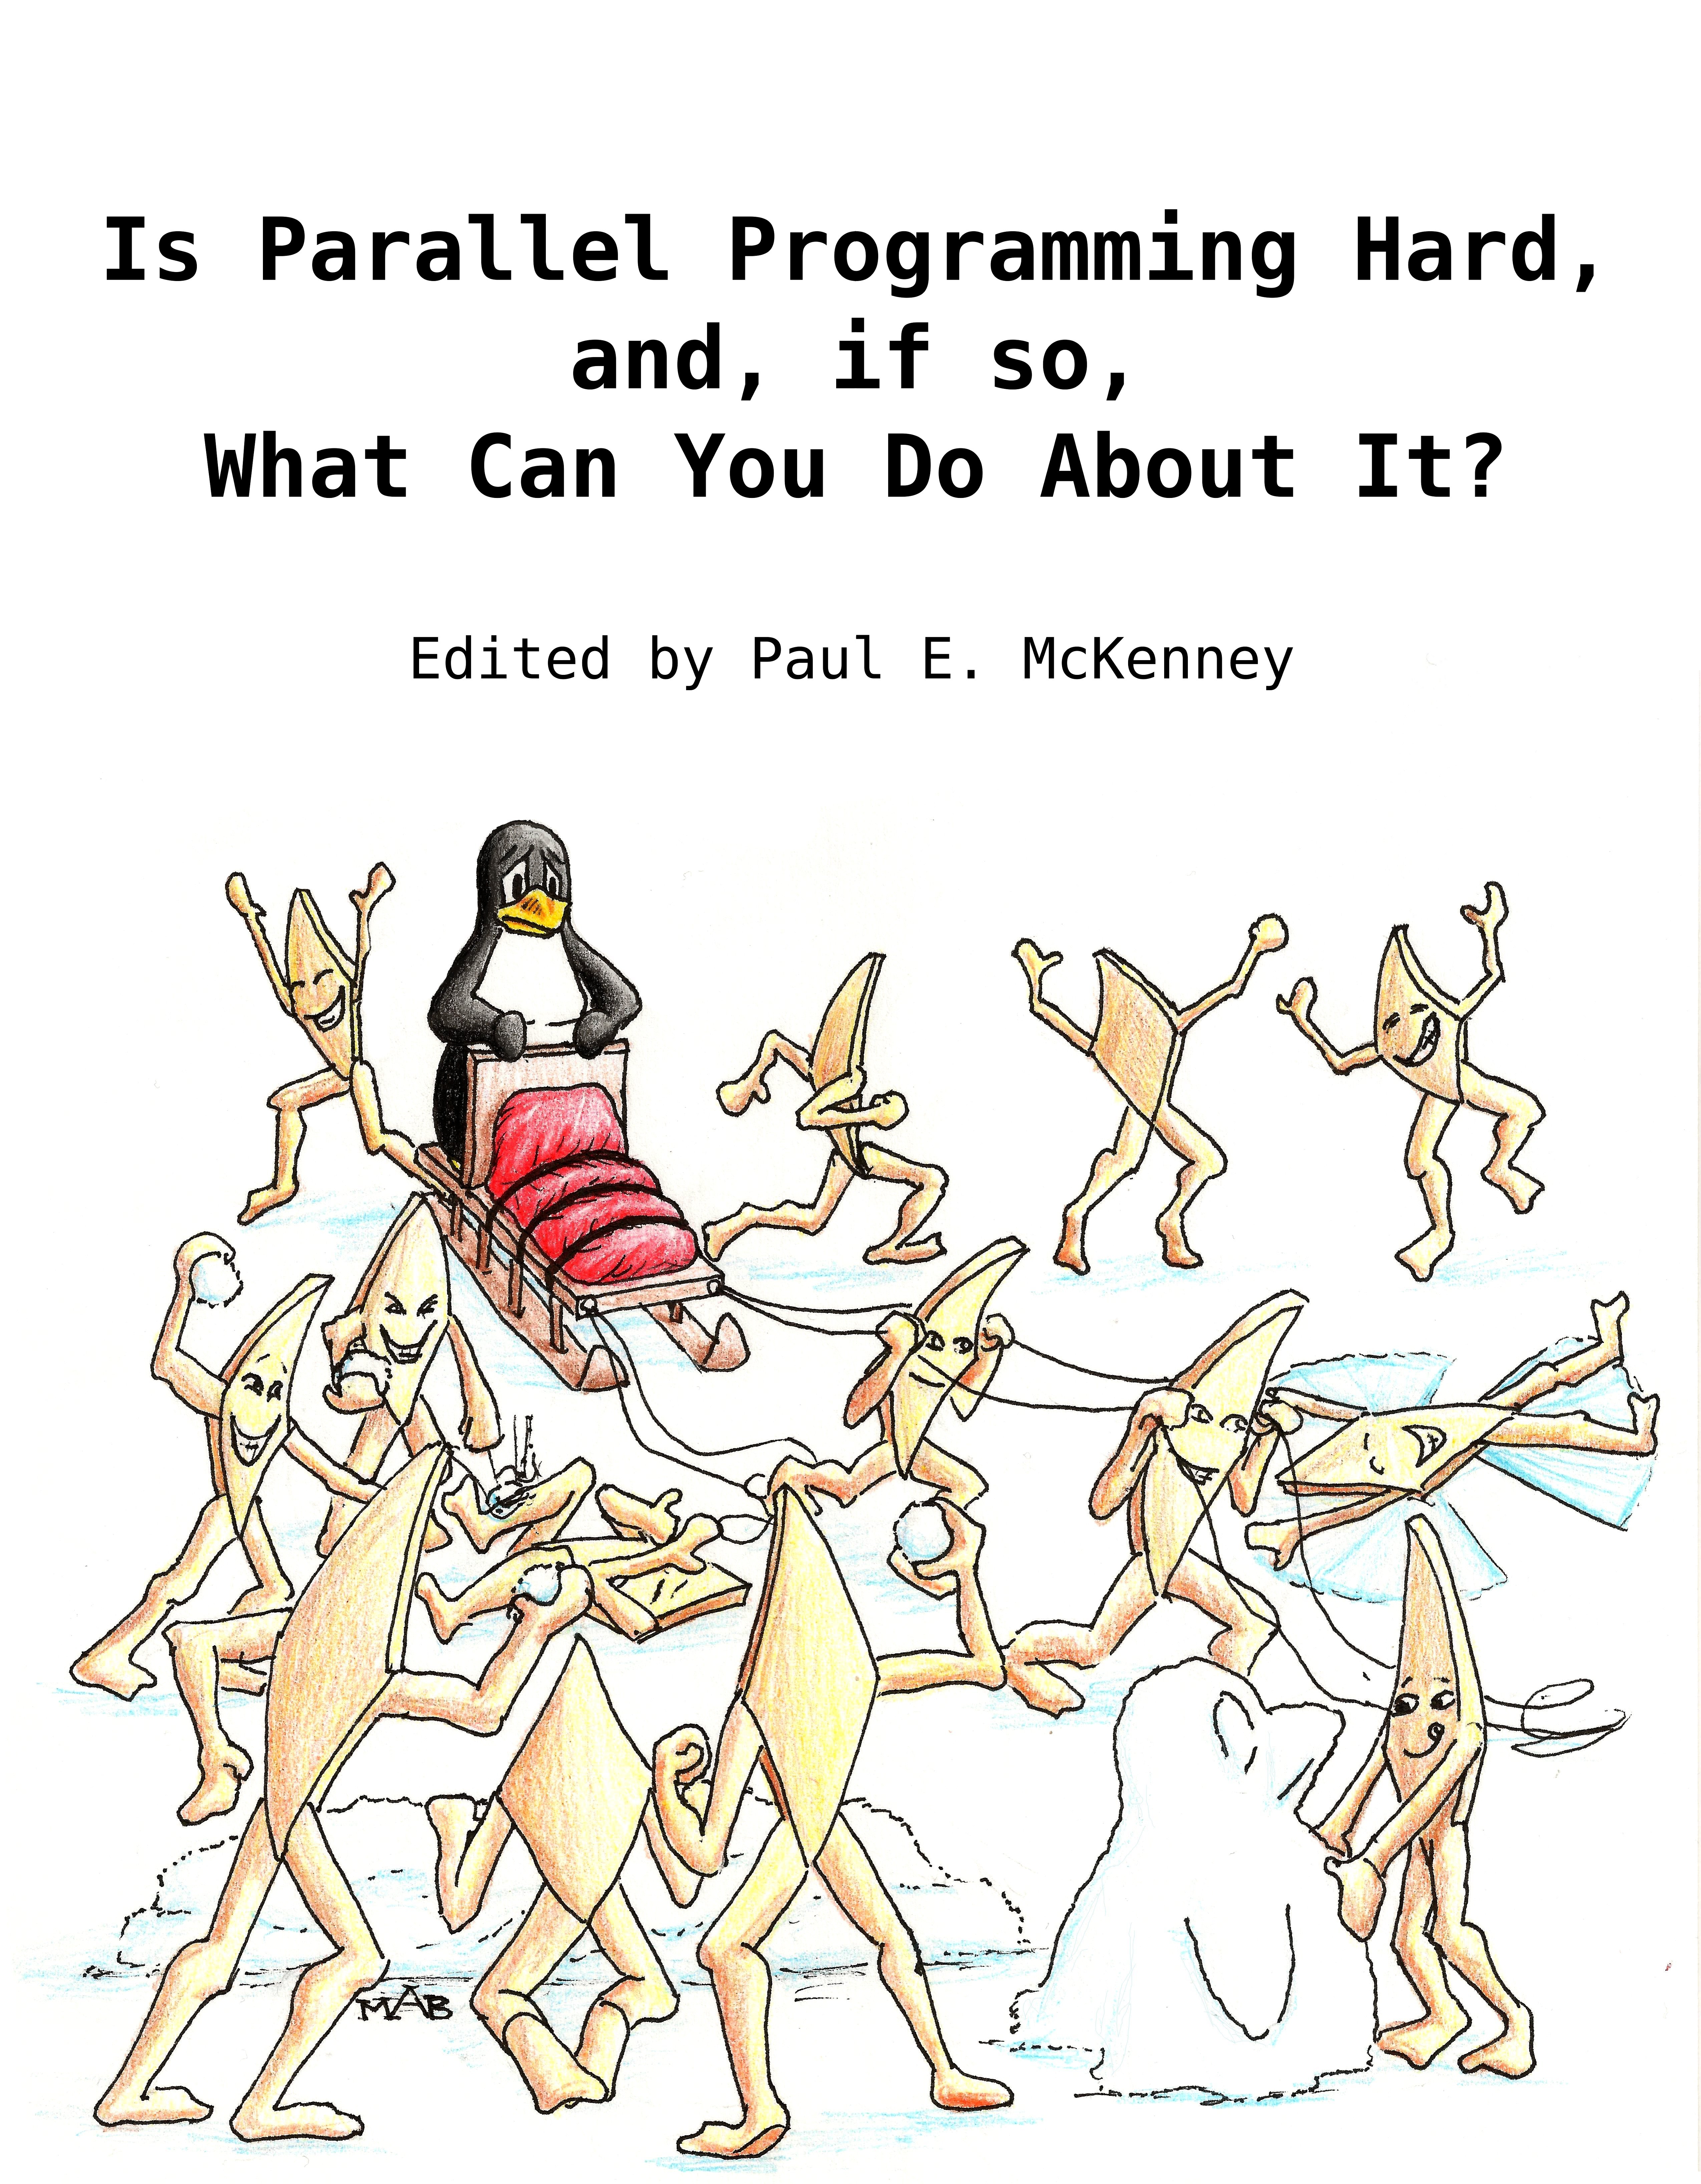 Is Parallel Programming Hard,
and, if so,
What Can You Do About It?
Edited by Paul E. McKenney
MAB